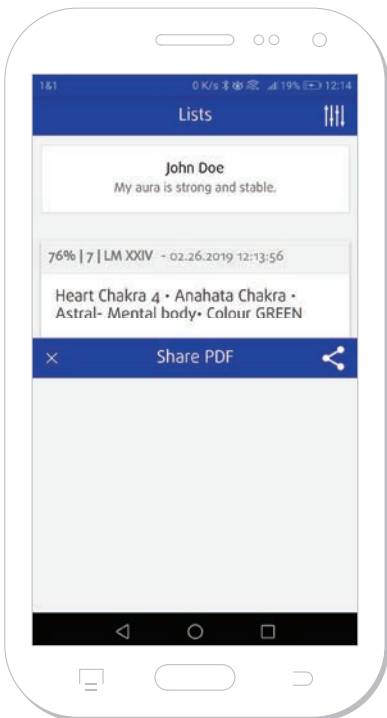 1&1 0 K/s 19% 12:14
Lists
John Doe
My aura is strong and stable.
76% | 7 | LM XXIV - 02.26.2019 12:13:56
Heart Chakra 4 • Anahata Chakra •
Astral- Mental body• Colour GREEN
× Share PDF